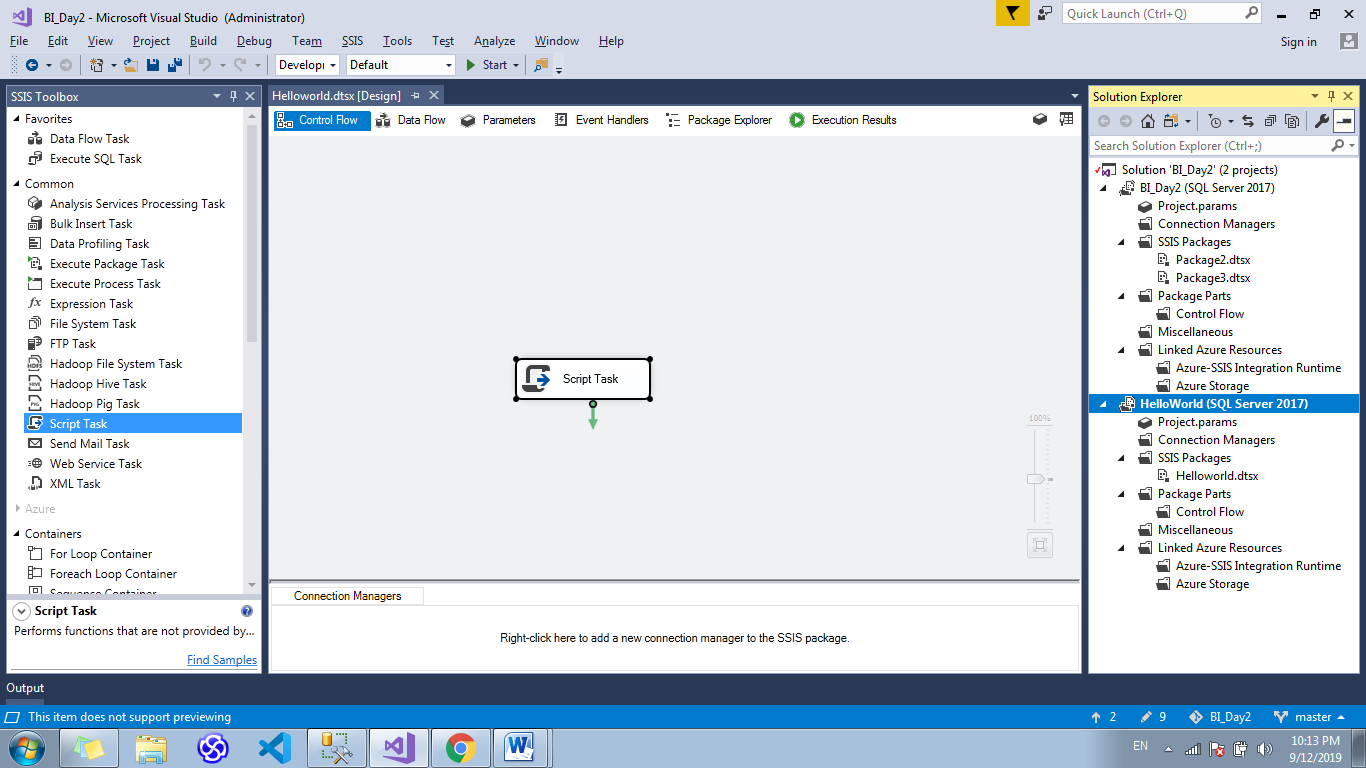 BI_Day2 - Microsoft Visual Studio (Administrator)
Quick Launch (Ctrl+Q)
File Edit View Project Build Debug Team SSIS Tools Test Analyze Window Help
Sign in
Develop Default Start
SSIS Toolbox
Favorites
Data Flow Task
Execute SQL Task
Common
Analysis Services Processing Task
Bulk Insert Task
Data Profiling Task
Execute Package Task
Execute Process Task
Expression Task
File System Task
FTP Task
Hadoop File System Task
Hadoop Hive Task
Hadoop Pig Task
Script Task
Send Mail Task
Web Service Task
XML Task
Azure
Containers
For Loop Container
Foreach Loop Container
Sequence Container
Script Task
Performs functions that are not provided by...
Find Samples
Helloworld.dtsx [Design]
Control Flow Data Flow Parameters Event Handlers Package Explorer Execution Results
Script Task
100%
Connection Managers
Right-click here to add a new connection manager to the SSIS package.
Solution Explorer
Search Solution Explorer (Ctrl+;)
Solution 'BI_Day2' (2 projects)
BI_Day2 (SQL Server 2017)
Project.params
Connection Managers
SSIS Packages
Package2.dtsx
Package3.dtsx
Package Parts
Control Flow
Miscellaneous
Linked Azure Resources
Azure-SSIS Integration Runtime
Azure Storage
HelloWorld (SQL Server 2017)
Project.params
Connection Managers
SSIS Packages
Helloworld.dtsx
Package Parts
Control Flow
Miscellaneous
Linked Azure Resources
Azure-SSIS Integration Runtime
Azure Storage
Output
This item does not support previewing
2 9 BI_Day2 master
EN
10:13 PM
9/12/2019